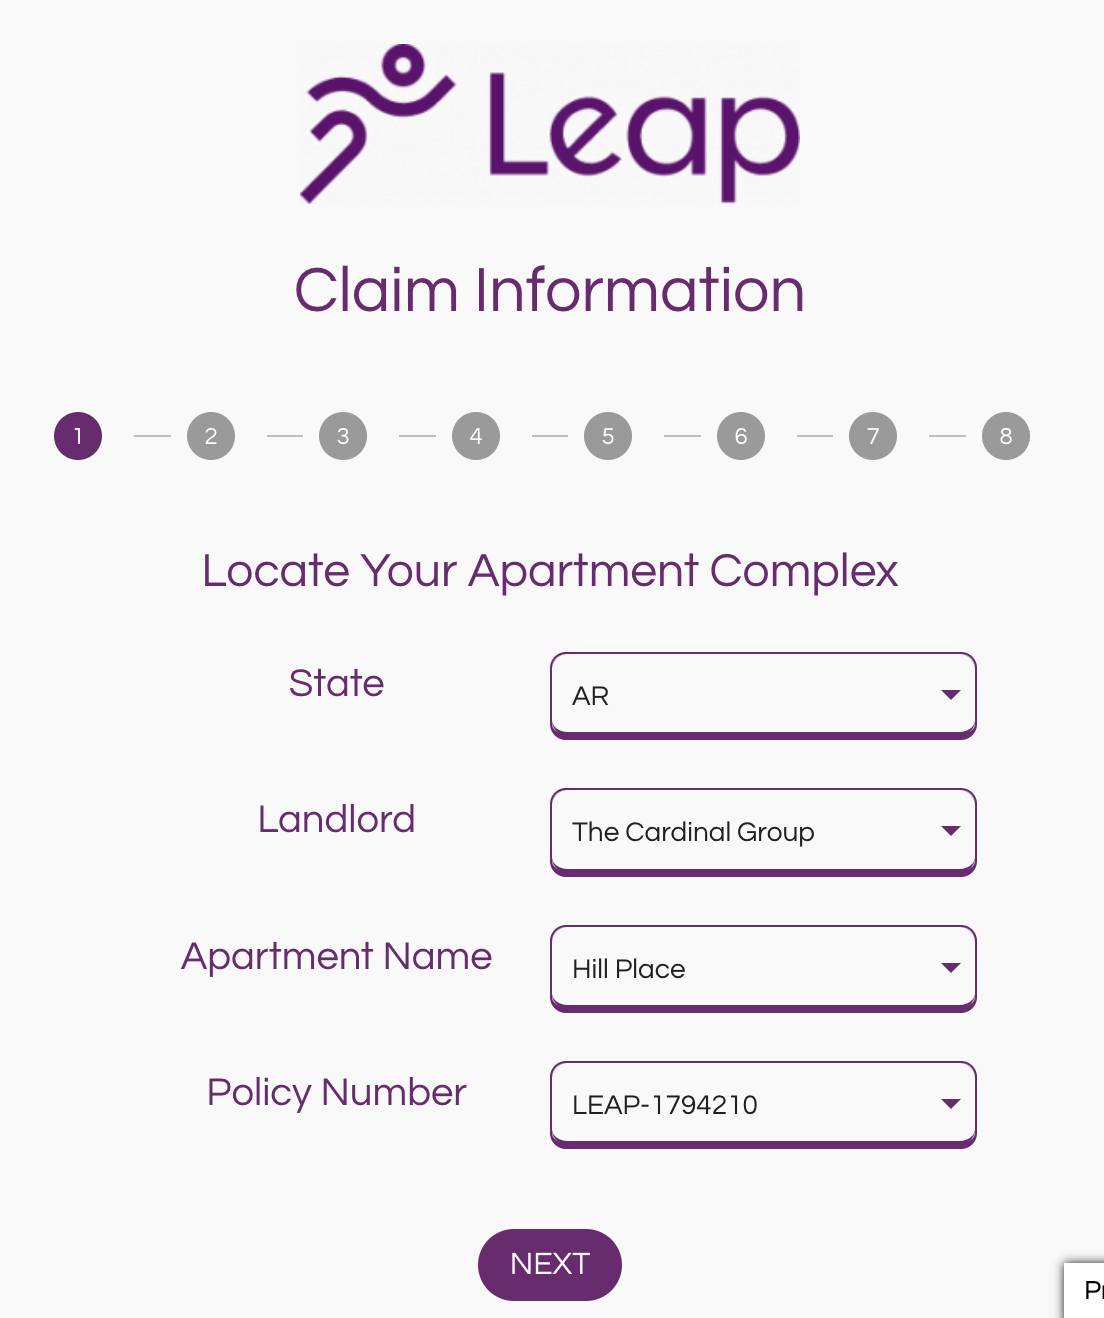 Leap
Claim Information
1 2 3 4 5 6 7 8
Locate Your Apartment Complex
State AR
Landlord The Cardinal Group
Apartment Name Hill Place
Policy Number LEAP-1794210
NEXT